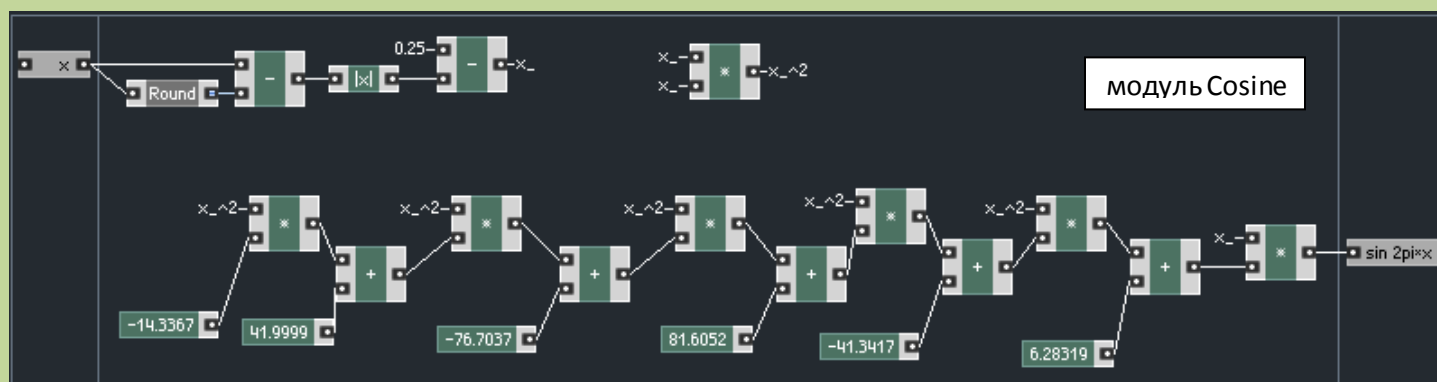 x
Round
-
|x|
0.25
-
x_
x_
x_
*
x_^2
модуль Cosine
x_^2
*
-14.3367
+
41.9999
x_^2
*
+
-76.7037
x_^2
*
+
81.6052
x_^2
*
+
-41.3417
x_^2
*
+
6.28319
x_
*
sin 2pi*x